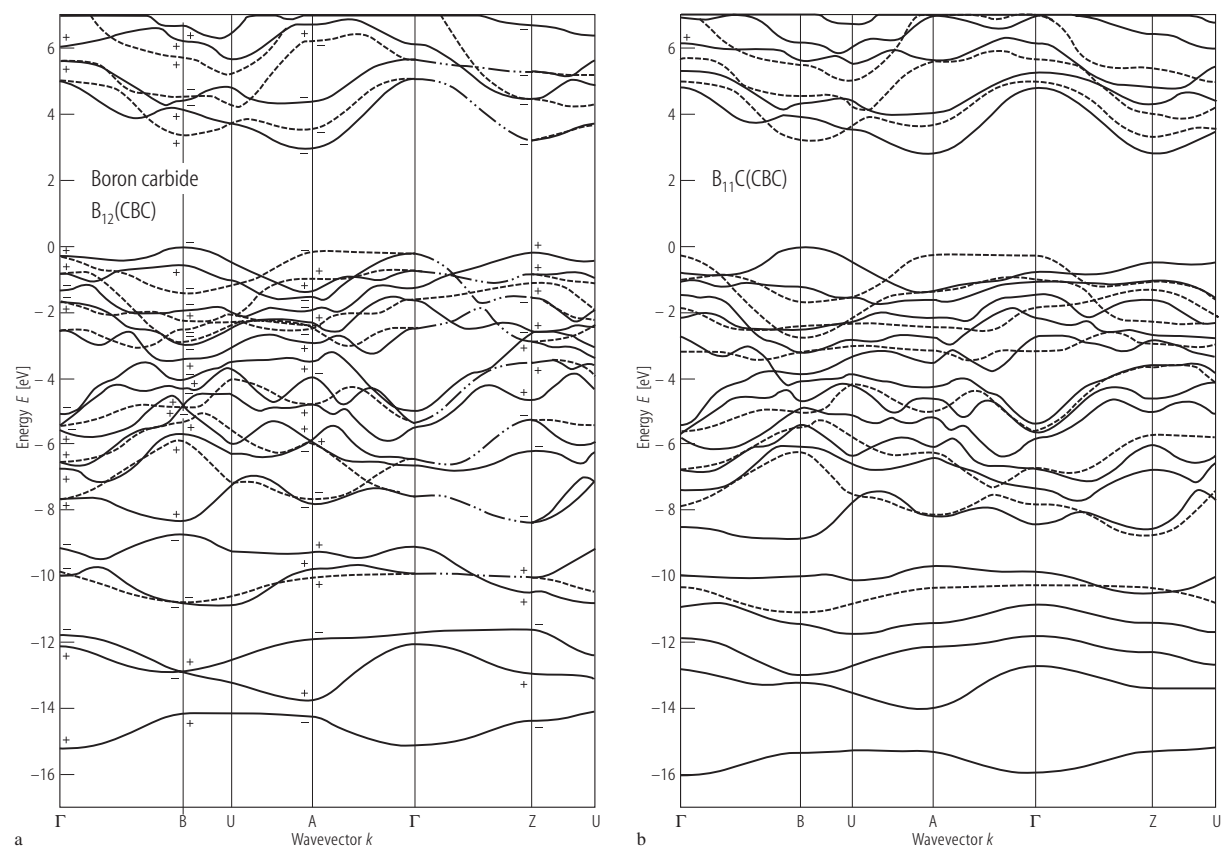 6
4
2
0
−2
−4
−6
−8
−10
−12
−14
−16
Energy E [eV]
Boron carbide
B₁₂(CBC)
Γ B U A Γ Z U
Wavevector k
a
6
4
2
0
−2
−4
−6
−8
−10
−12
−14
−16
Energy E [eV]
B₁₁C(CBC)
Γ B U A Γ Z U
Wavevector k
b